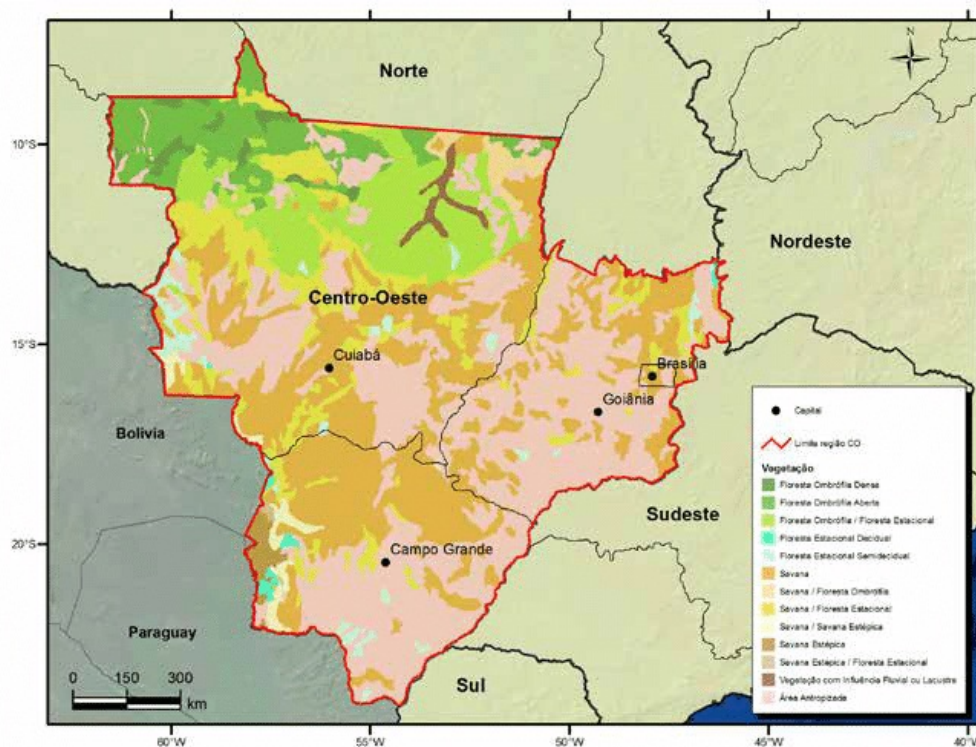 N
Norte
10°S
Nordeste
Centro-Oeste
15°S
Cuiabá
Brasília
Goiânia
Bolivia
Capital
Limite região CO
Vegetação
Floresta Ombrófila Densa
Floresta Ombrófila Aberta
Floresta Ombrófila / Floresta Estacional
Floresta Estacional Decidual
Floresta Estacional Semidecidual
Savana
Savana / Floresta Ombrófila
Savana / Floresta Estacional
Savana / Savana Estépica
Savana Estépica
Savana Estépica / Floresta Estacional
Vegetação com Influência Fluvial ou Lacustre
Área Antropizada
Sudeste
20°S
Campo Grande
Paraguay
Sul
0 150 300
km
60°W 55°W 50°W 45°W 40°W